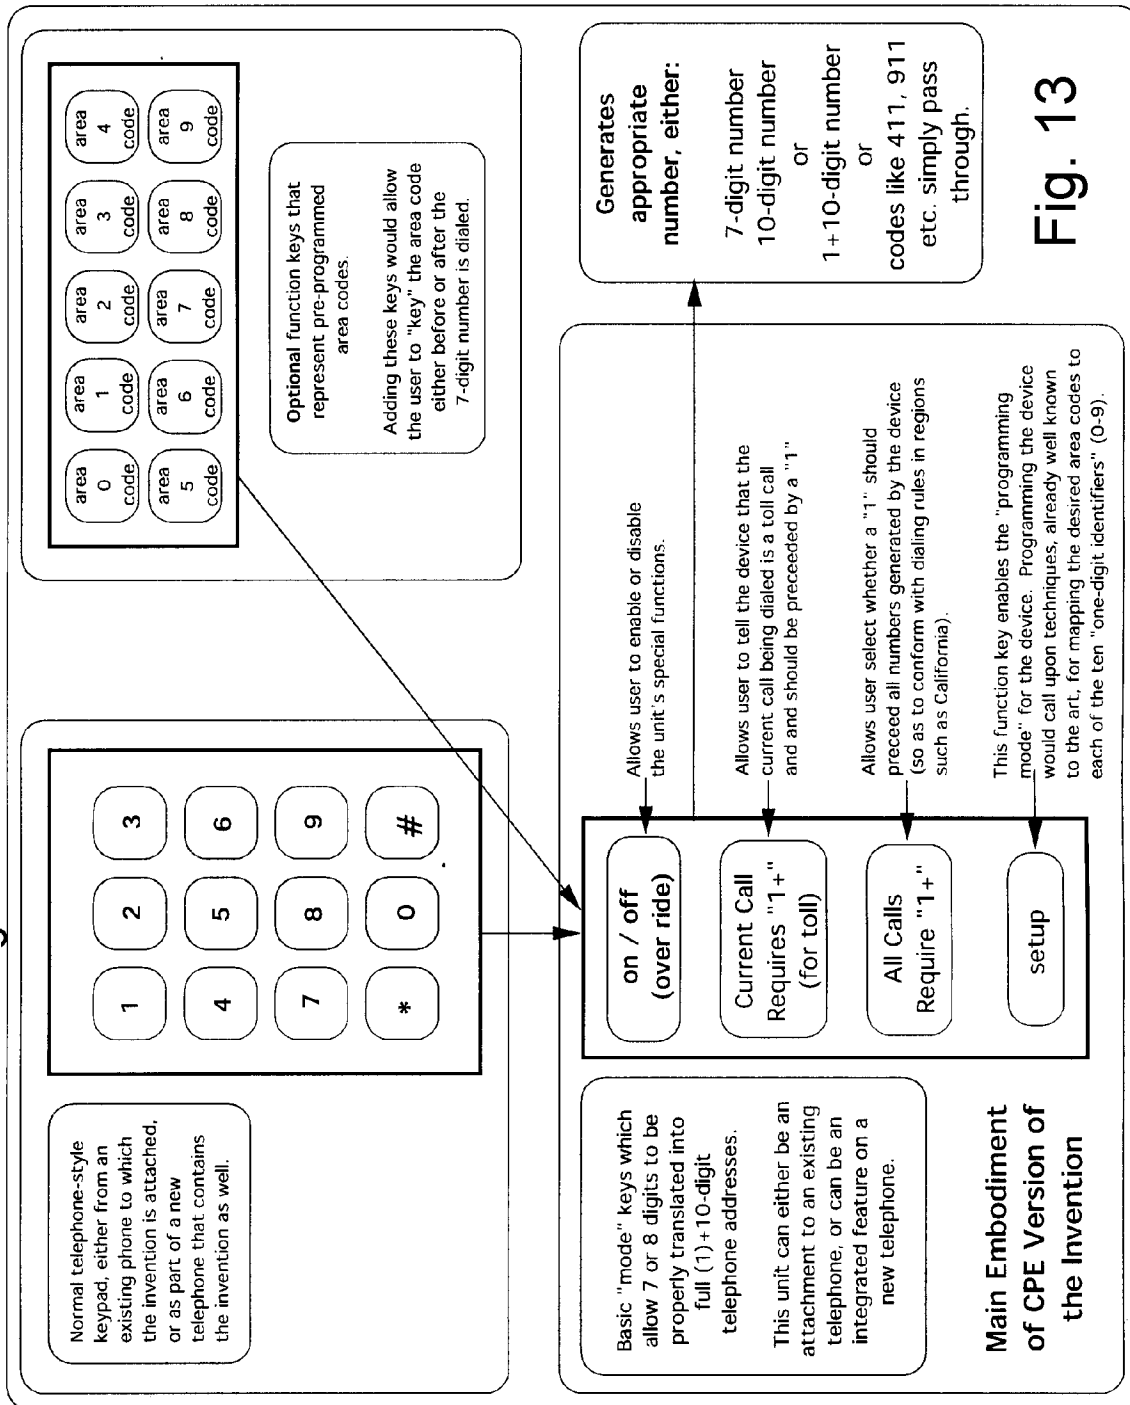 Normal telephone-style
keypad, either from an
existing phone to which
the invention is attached,
or as part of a new
telephone that contains
the invention as well.
1
2
3
4
5
6
7
8
9
*
0
#
area
0
code
area
1
code
area
2
code
area
3
code
area
4
code
area
5
code
area
6
code
area
7
code
area
8
code
area
9
code
Optional function keys that
represent pre-programmed
area codes.
Adding these keys would allow
the user to "key" the area code
either before or after the
7-digit number is dialed.
Basic "mode" keys which
allow 7 or 8 digits to be
properly translated into
full (1)+10-digit
telephone addresses.
This unit can either be an
attachment to an existing
telephone, or can be an
integrated feature on a
new telephone.
Main Embodiment
of CPE Version of
the Invention
on / off
(over ride)
Current Call
Requires "1+"
(for toll)
All Calls
Require "1+"
setup
Allows user to enable or disable
the unit's special functions.
Allows user to tell the device that the
current call being dialed is a toll call
and and should be preceeded by a "1"
Allows user select whether a "1" should
preceed all numbers generated by the device
(so as to conform with dialing rules in regions
such as California).
This function key enables the "programming
mode" for the device. Programming the device
would call upon techniques, already well known
to the art, for mapping the desired area codes to
each of the ten "one-digit identifiers" (0-9).
Generates
appropriate
number, either:
7-digit number
10-digit number
or
1+10-digit number
or
codes like 411, 911
etc. simply pass
through.
Fig. 13